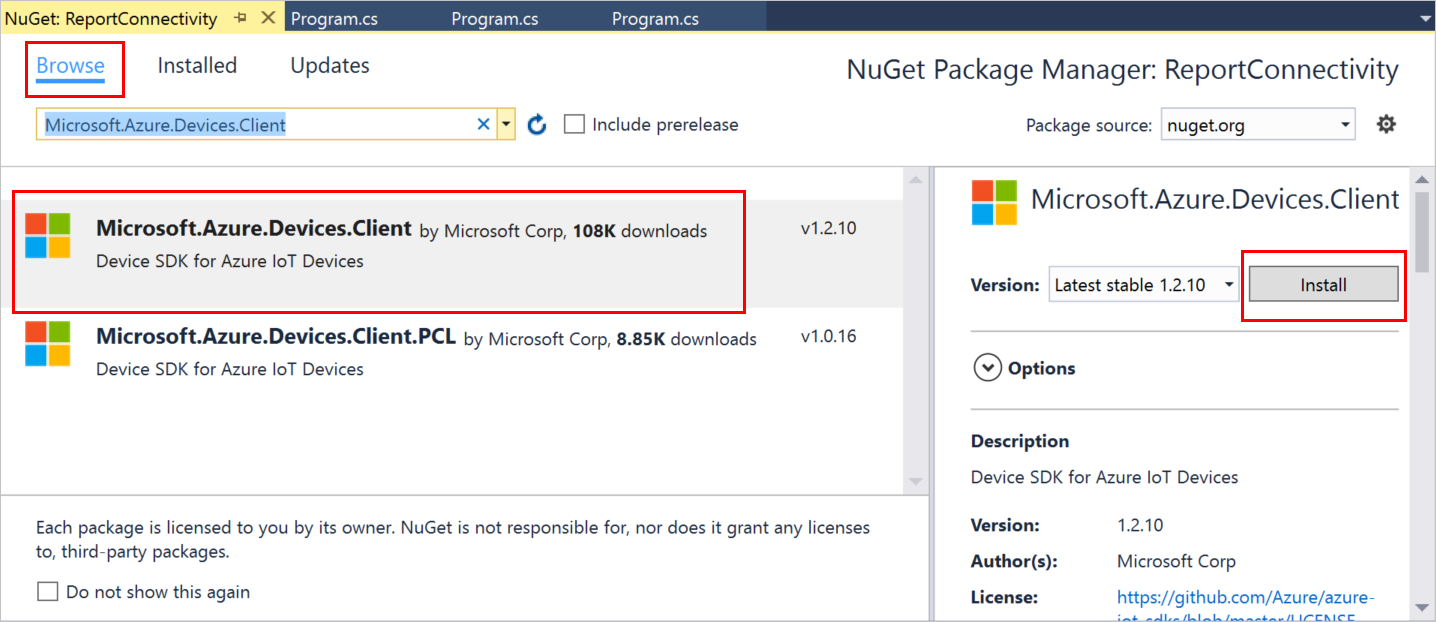 NuGet: ReportConnectivity
Program.cs
Program.cs
Program.cs
Browse
Installed
Updates
NuGet Package Manager: ReportConnectivity
Microsoft.Azure.Devices.Client
Include prerelease
Package source: nuget.org
Microsoft.Azure.Devices.Client by Microsoft Corp, 108K downloads
v1.2.10
Device SDK for Azure IoT Devices
Microsoft.Azure.Devices.Client.PCL by Microsoft Corp, 8.85K downloads
v1.0.16
Device SDK for Azure IoT Devices
Each package is licensed to you by its owner. NuGet is not responsible for, nor does it grant any licenses
to, third-party packages.
Do not show this again
Microsoft.Azure.Devices.Client
Version: Latest stable 1.2.10
Install
Options
Description
Device SDK for Azure IoT Devices
Version: 1.2.10
Author(s): Microsoft Corp
License: https://github.com/Azure/azure-
iot-sdks/blob/master/LICENSE